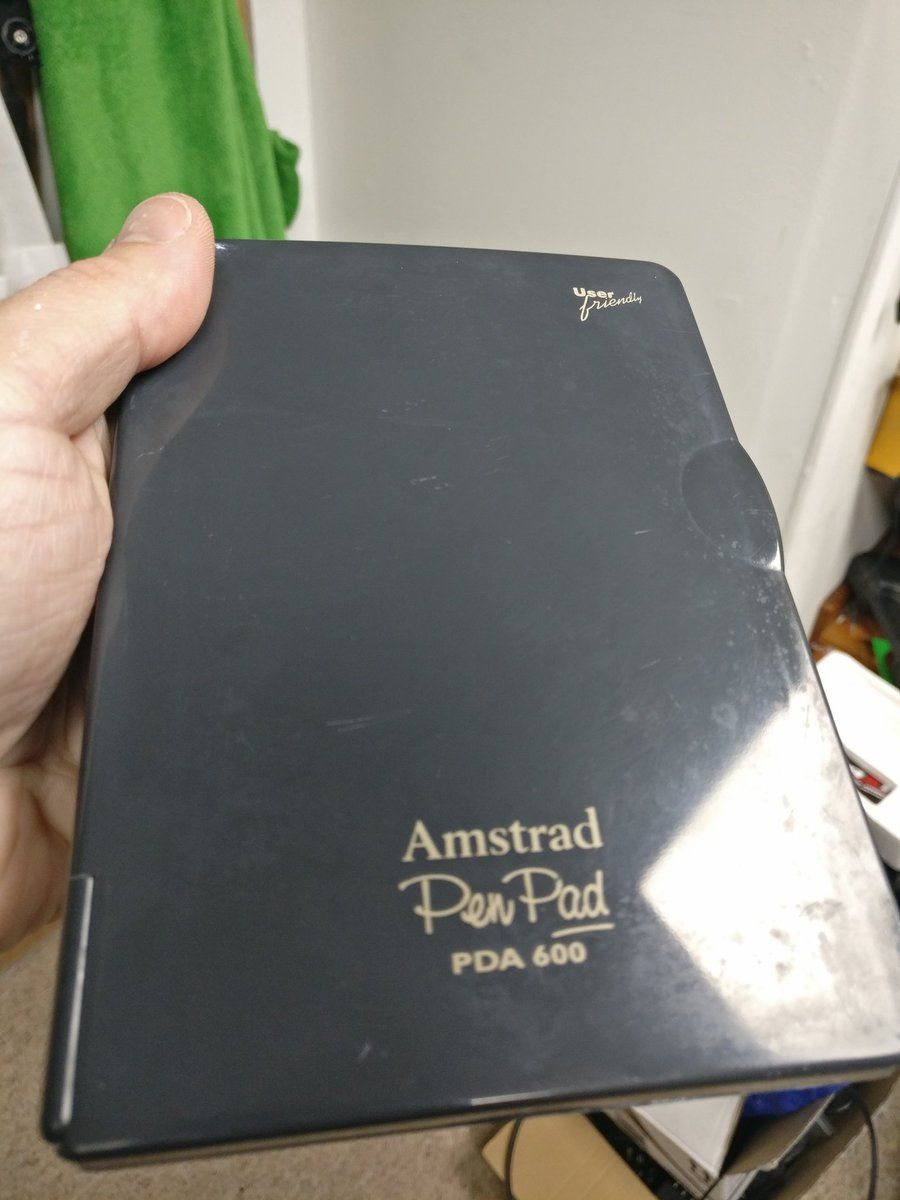 User
friendly
Amstrad
PenPad
PDA 600